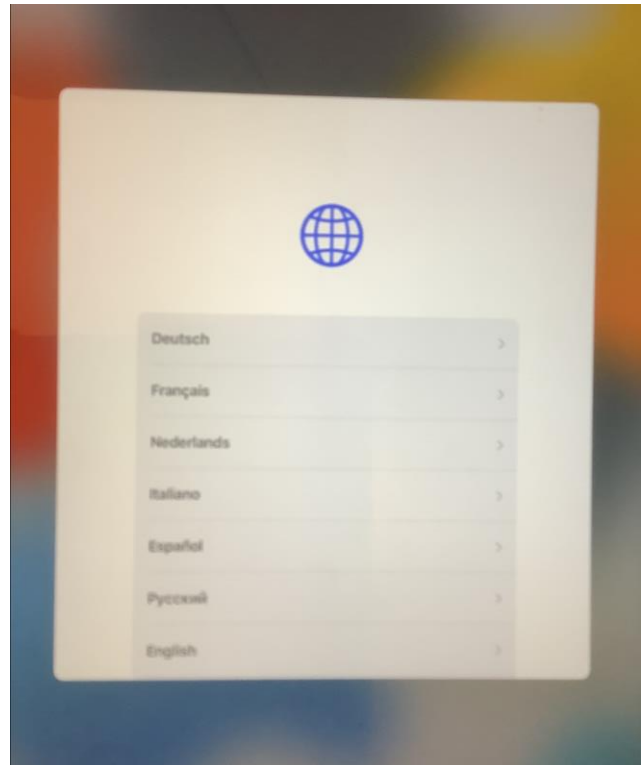 Deutsch
Français
Nederlands
Italiano
Español
Русский
English